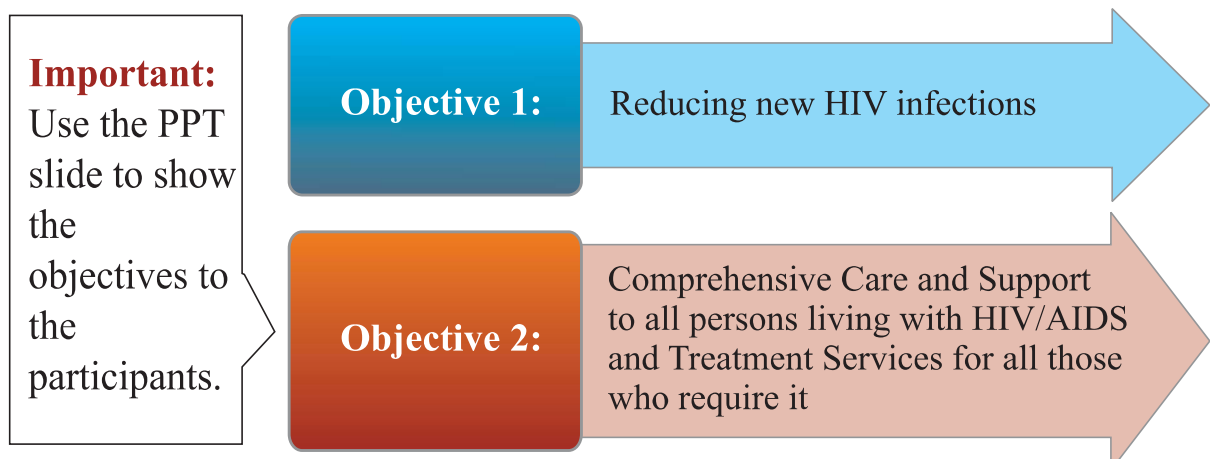 Important:
Use the PPT
slide to show
the
objectives to
the
participants.
Objective 1:
Reducing new HIV infections
Objective 2:
Comprehensive Care and Support
to all persons living with HIV/AIDS
and Treatment Services for all those
who require it